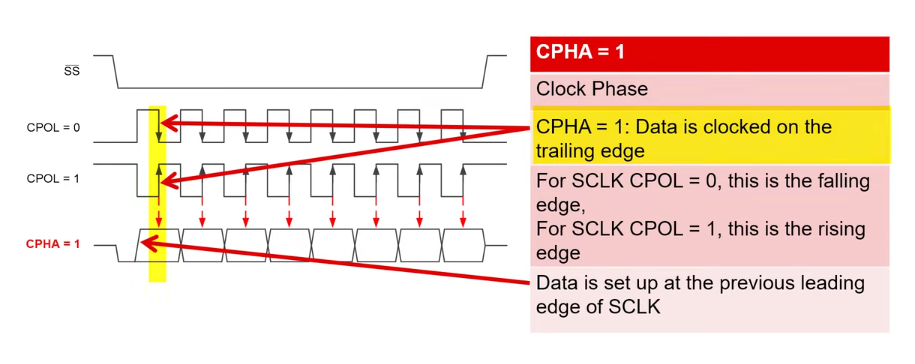 SS
CPOL = 0
CPOL = 1
CPHA = 1
CPHA = 1
Clock Phase
CPHA = 1: Data is clocked on the
trailing edge
For SCLK CPOL = 0, this is the falling
edge,
For SCLK CPOL = 1, this is the rising
edge
Data is set up at the previous leading
edge of SCLK